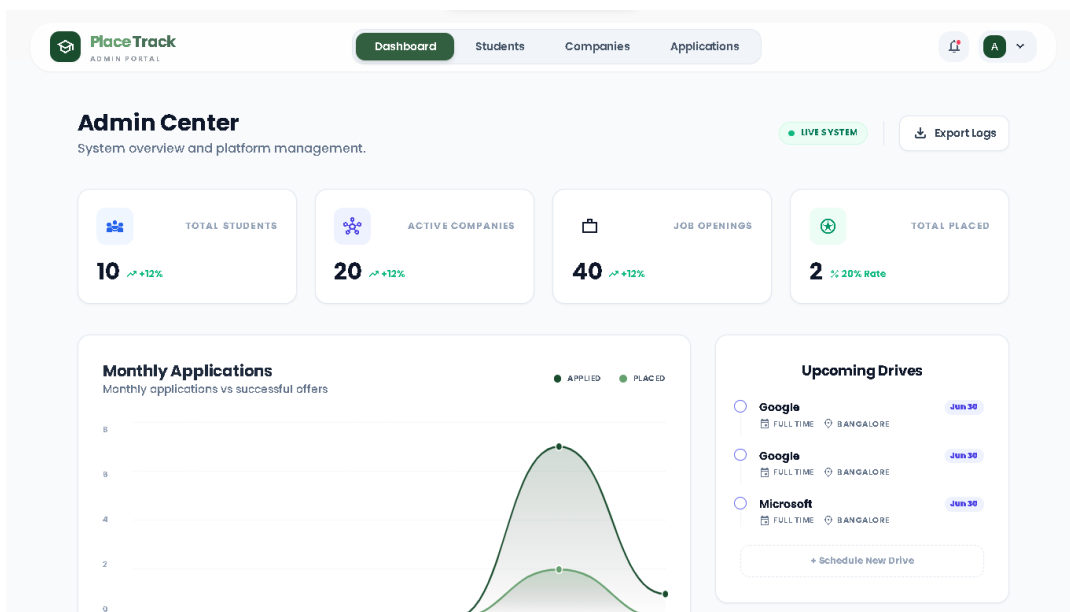 PlaceTrack
ADMIN PORTAL
Dashboard Students Companies Applications
A
Admin Center
System overview and platform management.
LIVE SYSTEM
Export Logs
TOTAL STUDENTS
10 +12%
ACTIVE COMPANIES
20 +12%
JOB OPENINGS
40 +12%
TOTAL PLACED
2 % 20% Rate
Monthly Applications
Monthly applications vs successful offers
APPLIED PLACED
8
6
4
2
0
Upcoming Drives
Google Jun 30
FULL TIME BANGALORE
Google Jun 30
FULL TIME BANGALORE
Microsoft Jun 30
FULL TIME BANGALORE
+ Schedule New Drive